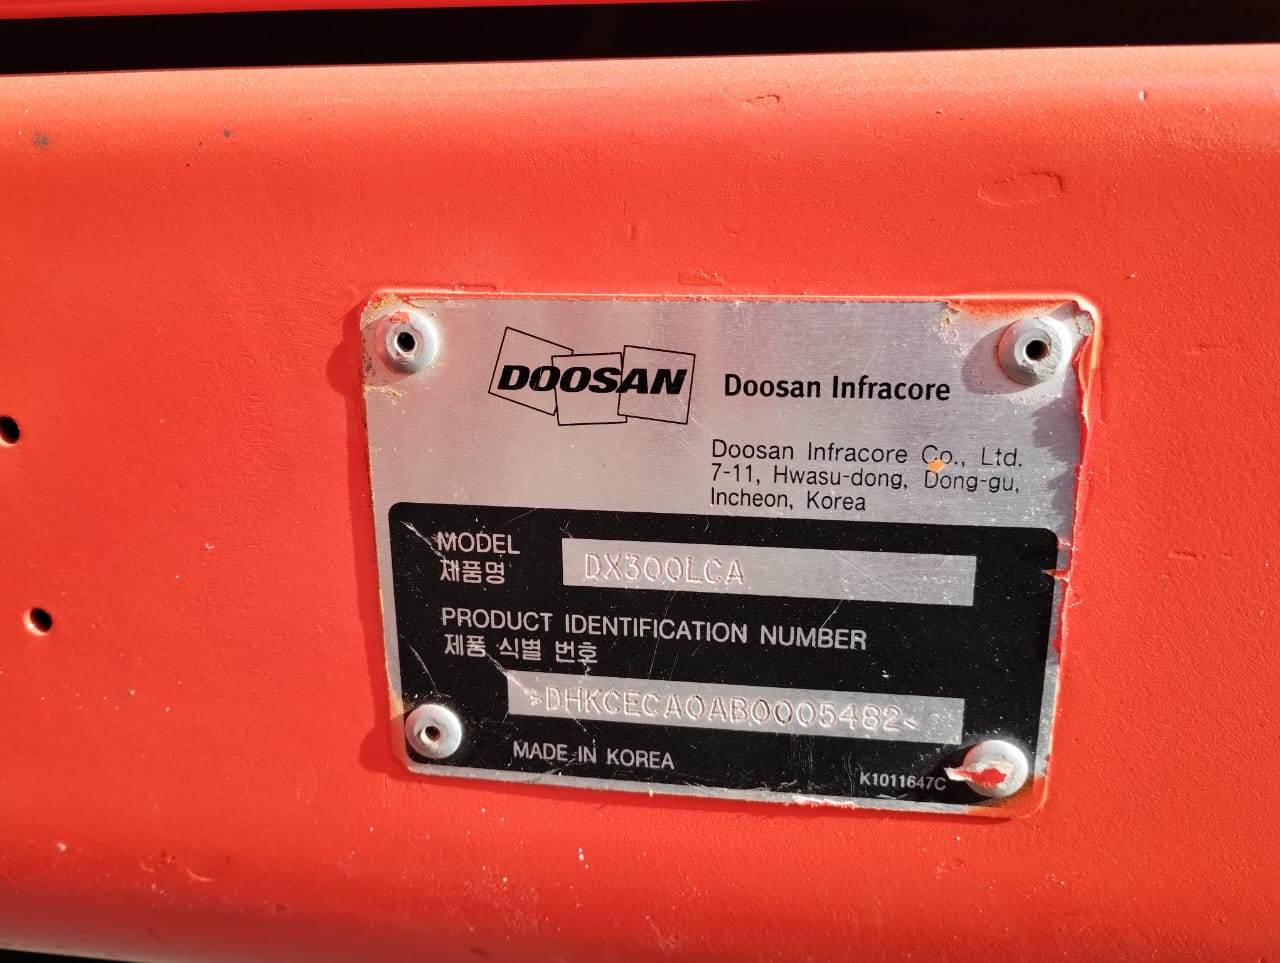 DOOSAN Doosan Infracore
Doosan Infracore Co., Ltd.
7-11, Hwasu-dong, Dong-gu,
Incheon, Korea
MODEL DX300LCA
제품명
PRODUCT IDENTIFICATION NUMBER
제품 식별 번호
>DHKCECA0AB0005482<
MADE IN KOREA
K1011647C